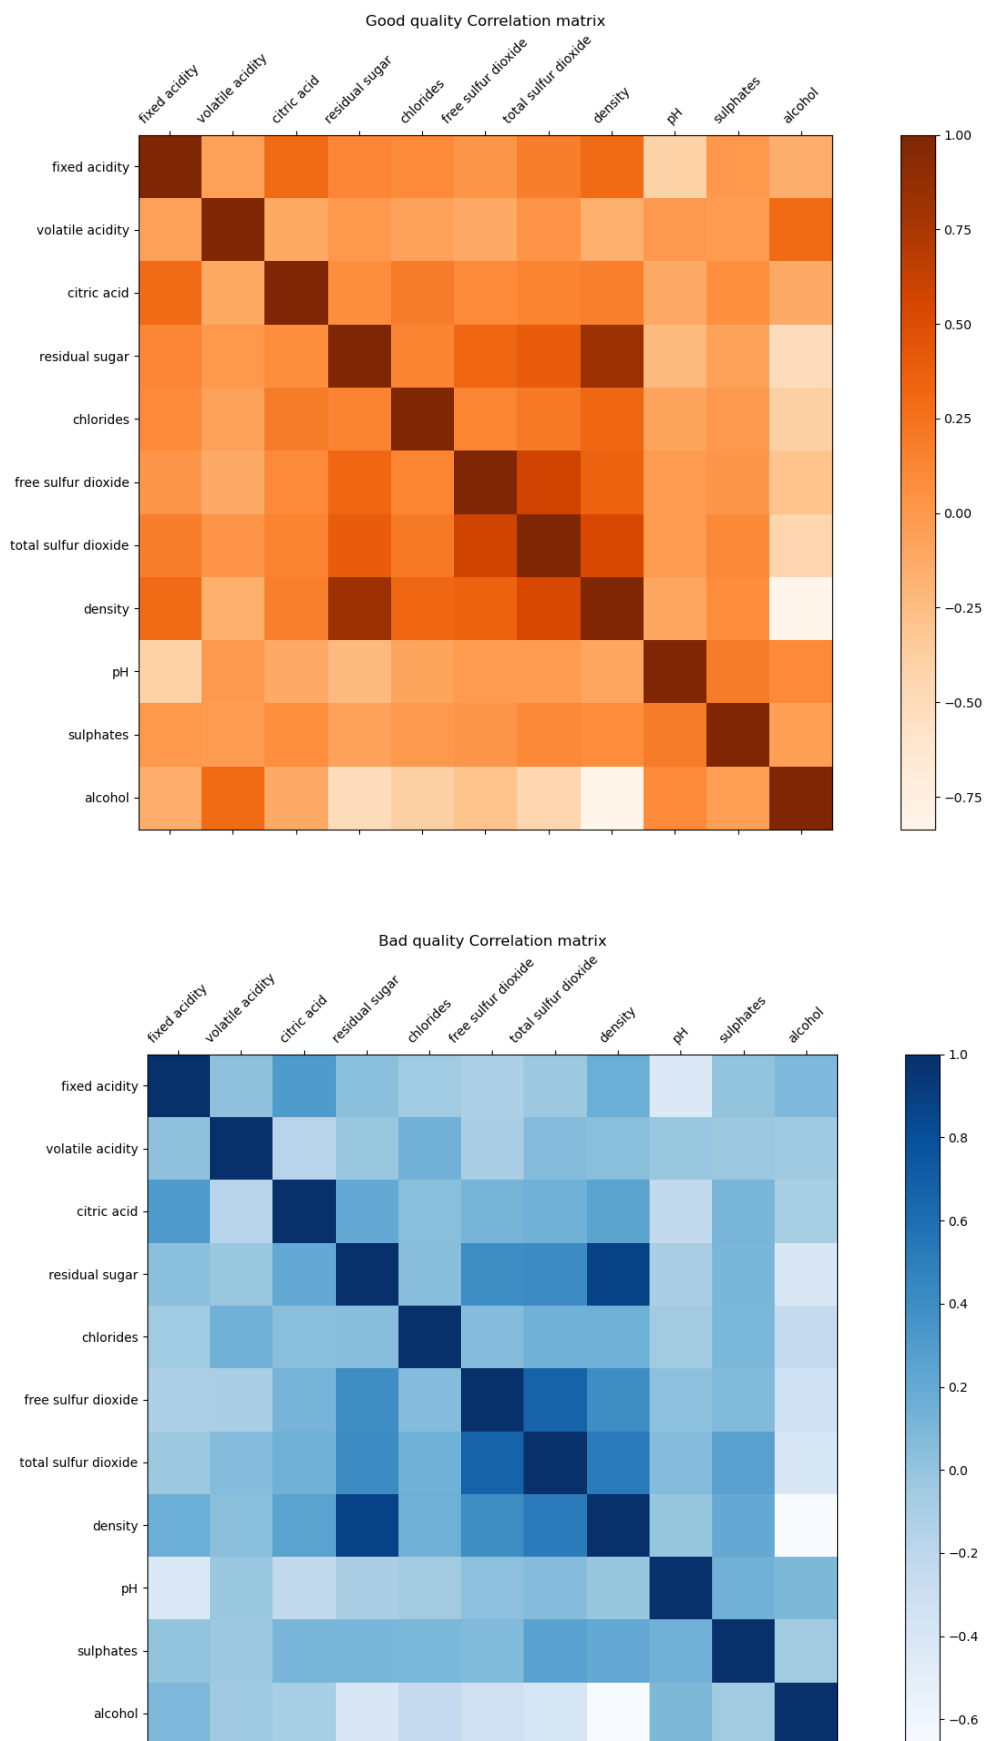 Good quality Correlation matrix
fixed acidity
volatile acidity
citric acid
residual sugar
chlorides
free sulfur dioxide
total sulfur dioxide
density
pH
sulphates
alcohol
fixed acidity
volatile acidity
citric acid
residual sugar
chlorides
free sulfur dioxide
total sulfur dioxide
density
pH
sulphates
alcohol
1.00
0.75
0.50
0.25
0.00
−0.25
−0.50
−0.75
Bad quality Correlation matrix
fixed acidity
volatile acidity
citric acid
residual sugar
chlorides
free sulfur dioxide
total sulfur dioxide
density
pH
sulphates
alcohol
fixed acidity
volatile acidity
citric acid
residual sugar
chlorides
free sulfur dioxide
total sulfur dioxide
density
pH
sulphates
alcohol
1.0
0.8
0.6
0.4
0.2
0.0
−0.2
−0.4
−0.6